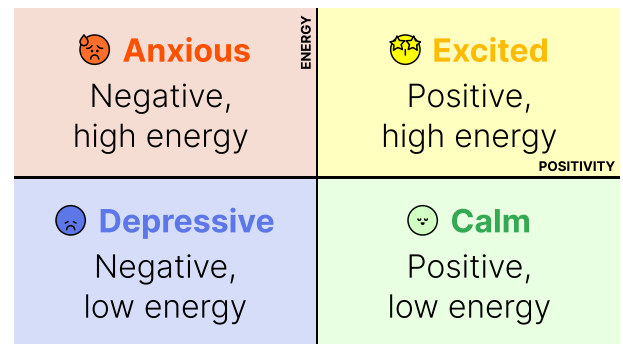 ENERGY
Anxious
Negative,
high energy
Excited
Positive,
high energy
POSITIVITY
Depressive
Negative,
low energy
Calm
Positive,
low energy